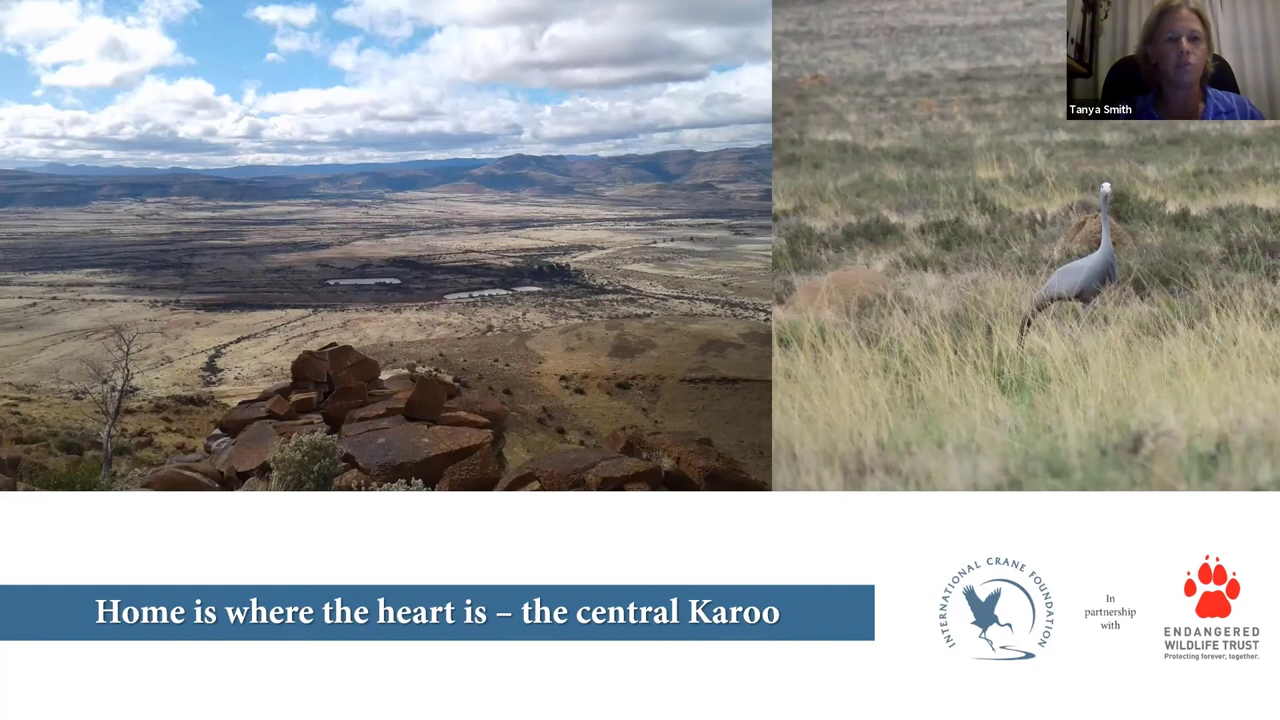 Tanya Smith
Home is where the heart is – the central Karoo
INTERNATIONAL CRANE FOUNDATION
In
partnership
with
ENDANGERED
WILDLIFE TRUST
Protecting forever, together.